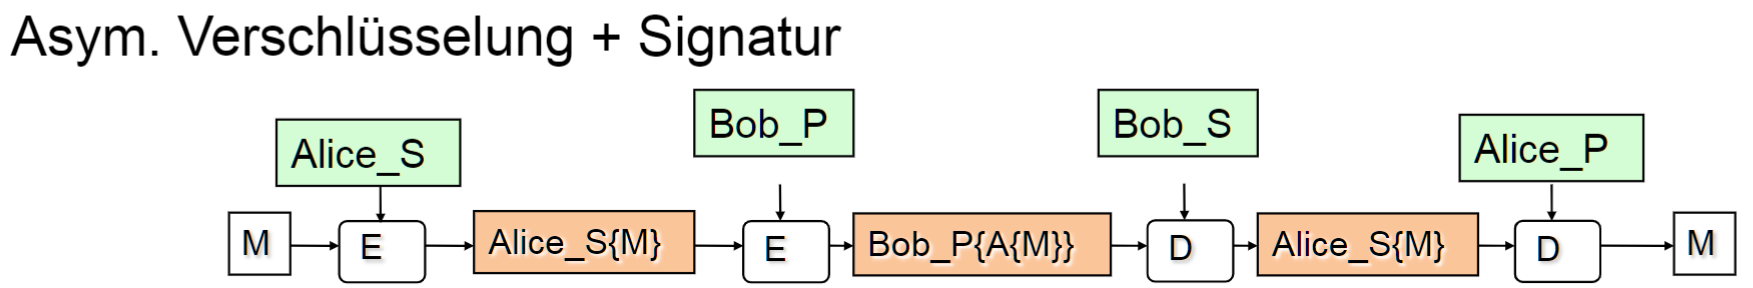 Asym. Verschlüsselung + Signatur
Alice_S
Bob_P
Bob_S
Alice_P
M
E
Alice_S{M}
E
Bob_P{A{M}}
D
Alice_S{M}
D
M